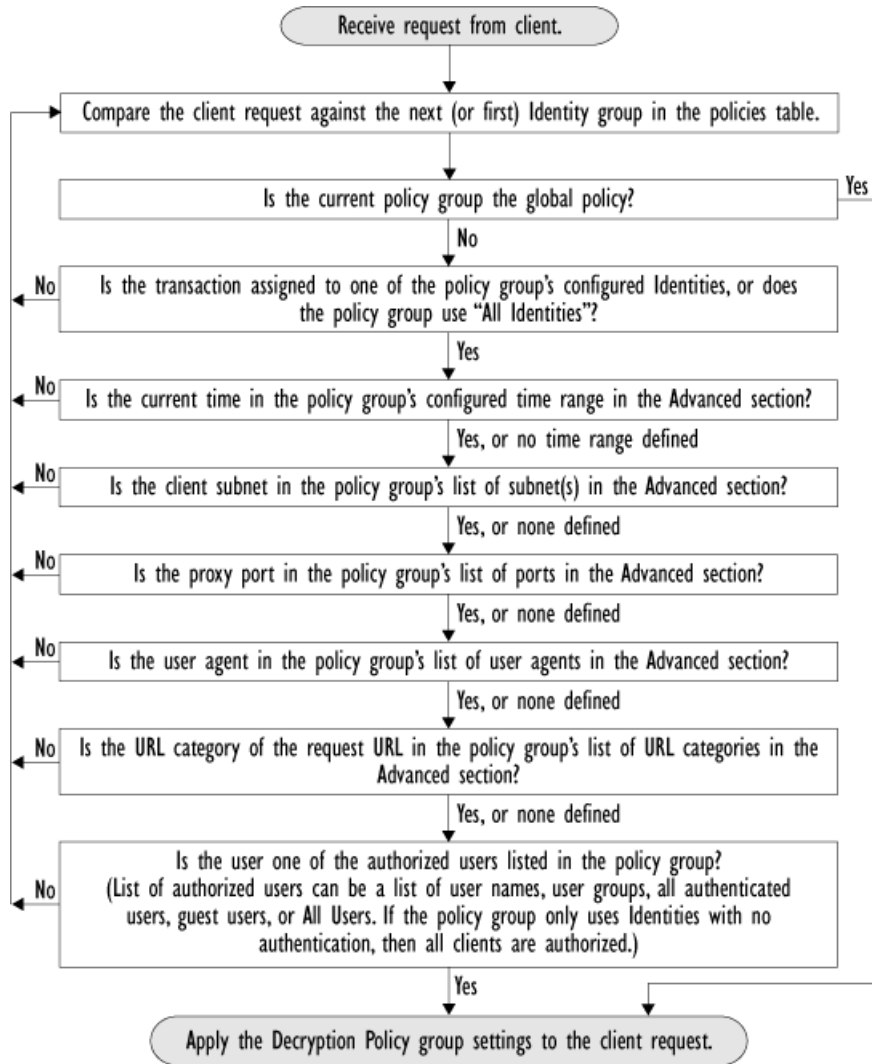 Receive request from client.
Compare the client request against the next (or first) Identity group in the policies table.
Yes
Is the current policy group the global policy?
No
No
Is the transaction assigned to one of the policy group's configured Identities, or does
the policy group use “All Identities”?
Yes
No
Is the current time in the policy group's configured time range in the Advanced section?
Yes, or no time range defined
No
Is the client subnet in the policy group's list of subnet(s) in the Advanced section?
Yes, or none defined
No
Is the proxy port in the policy group's list of ports in the Advanced section?
Yes, or none defined
No
Is the user agent in the policy group's list of user agents in the Advanced section?
Yes, or none defined
No
Is the URL category of the request URL in the policy group's list of URL categories in the
Advanced section?
Yes, or none defined
No
Is the user one of the authorized users listed in the policy group?
(List of authorized users can be a list of user names, user groups, all authenticated
users, guest users, or All Users. If the policy group only uses Identities with no
authentication, then all clients are authorized.)
Yes
Apply the Decryption Policy group settings to the client request.